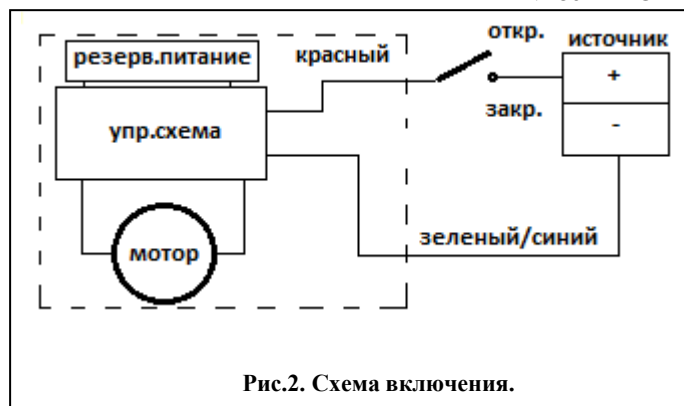 резерв.питание
красный
откр.
источник
+
закр.
упр.схема
-
мотор
зеленый/синий
Рис.2. Схема включения.